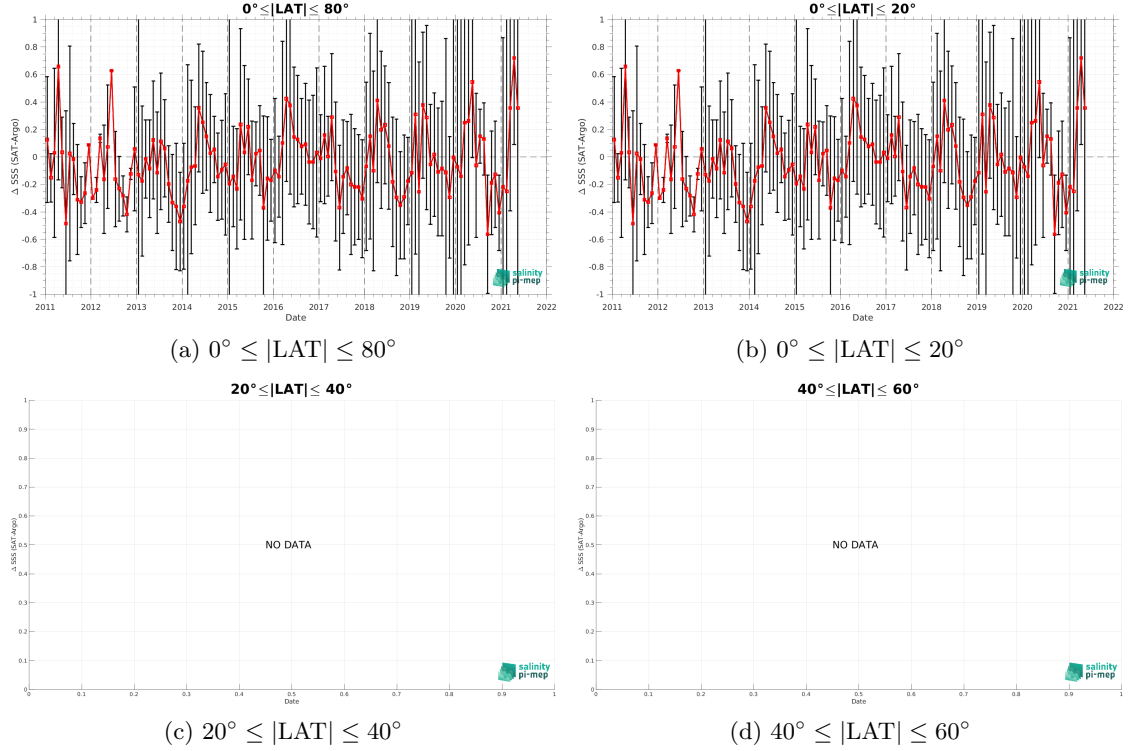 0°≤|LAT|≤ 80°
Δ SSS (SAT-Argo)
1
0.8
0.6
0.4
0.2
0
-0.2
-0.4
-0.6
-0.8
-1
2011 2012 2013 2014 2015 2016 2017 2018 2019 2020 2021 2022
Date
salinity
pi-mep
(a) 0° ≤ |LAT| ≤ 80°
0°≤|LAT|≤ 20°
Δ SSS (SAT-Argo)
1
0.8
0.6
0.4
0.2
0
-0.2
-0.4
-0.6
-0.8
-1
2011 2012 2013 2014 2015 2016 2017 2018 2019 2020 2021 2022
Date
salinity
pi-mep
(b) 0° ≤ |LAT| ≤ 20°
20°≤|LAT|≤ 40°
Δ SSS (SAT-Argo)
1
0.9
0.8
0.7
0.6
0.5
0.4
0.3
0.2
0.1
0
NO DATA
0 0.1 0.2 0.3 0.4 0.5 0.6 0.7 0.8 0.9 1
Date
salinity
pi-mep
(c) 20° ≤ |LAT| ≤ 40°
40°≤|LAT|≤ 60°
Δ SSS (SAT-Argo)
1
0.9
0.8
0.7
0.6
0.5
0.4
0.3
0.2
0.1
0
NO DATA
0 0.1 0.2 0.3 0.4 0.5 0.6 0.7 0.8 0.9 1
Date
salinity
pi-mep
(d) 40° ≤ |LAT| ≤ 60°